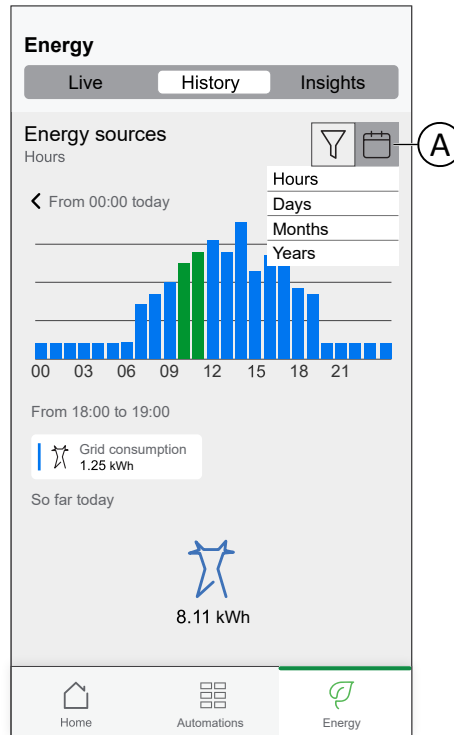 Energy
Live History Insights
Energy sources
Hours
A
Hours
Days
Months
Years
From 00:00 today
00 03 06 09 12 15 18 21
From 18:00 to 19:00
Grid consumption
1.25 kWh
So far today
8.11 kWh
Home Automations Energy